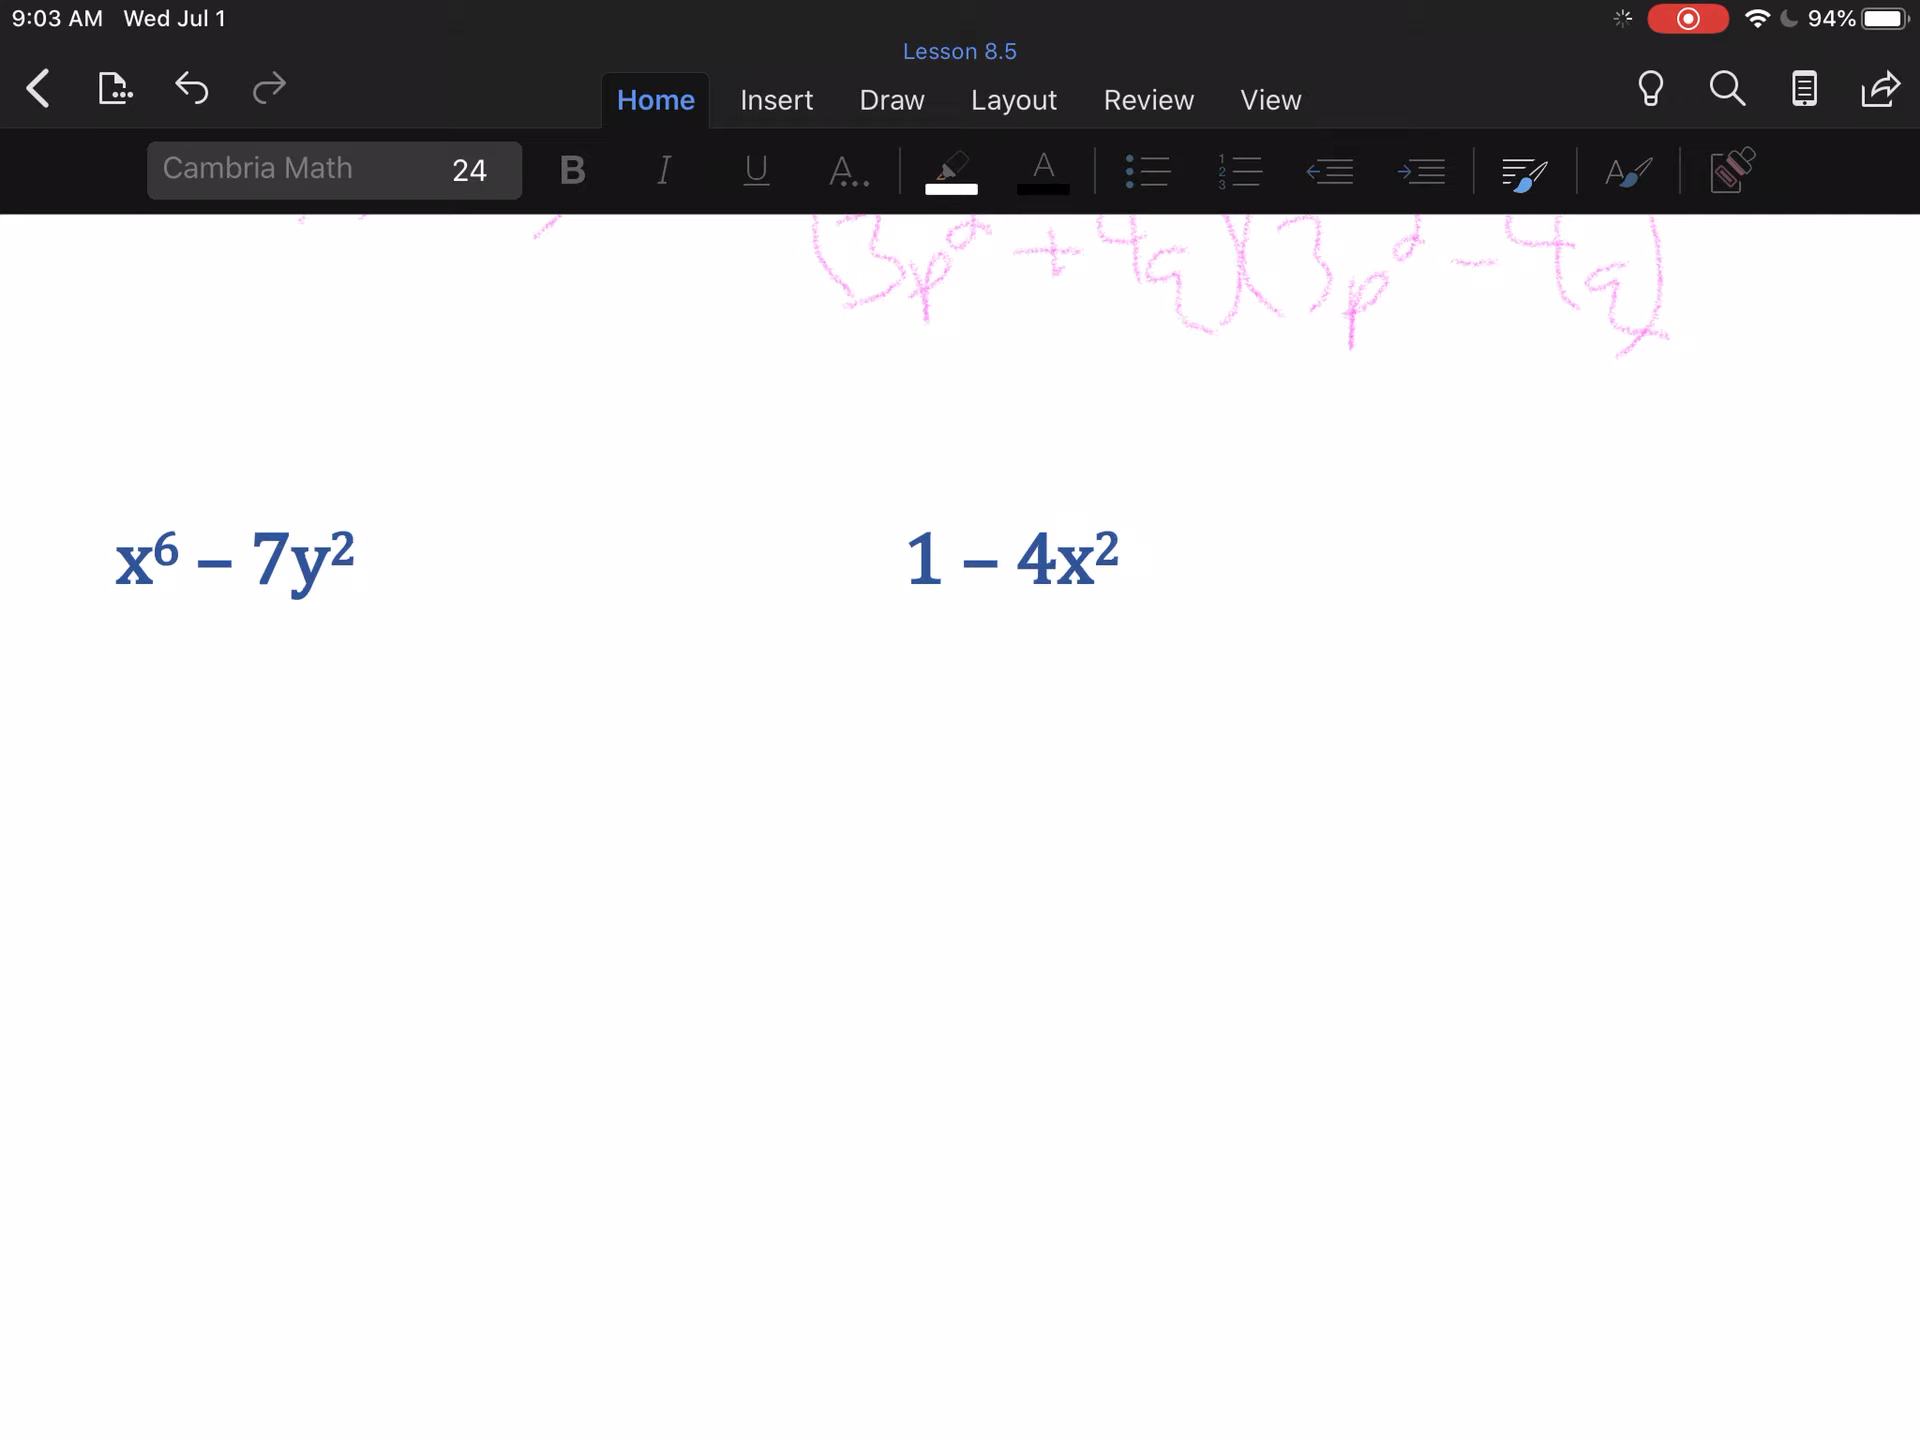 9:03 AM Wed Jul 1 94%
Lesson 8.5
Home Insert Draw Layout Review View
Cambria Math 24 B I U A... A
(3p² + 4q)(3p² - 4q)
x⁶ – 7y² 1 – 4x²